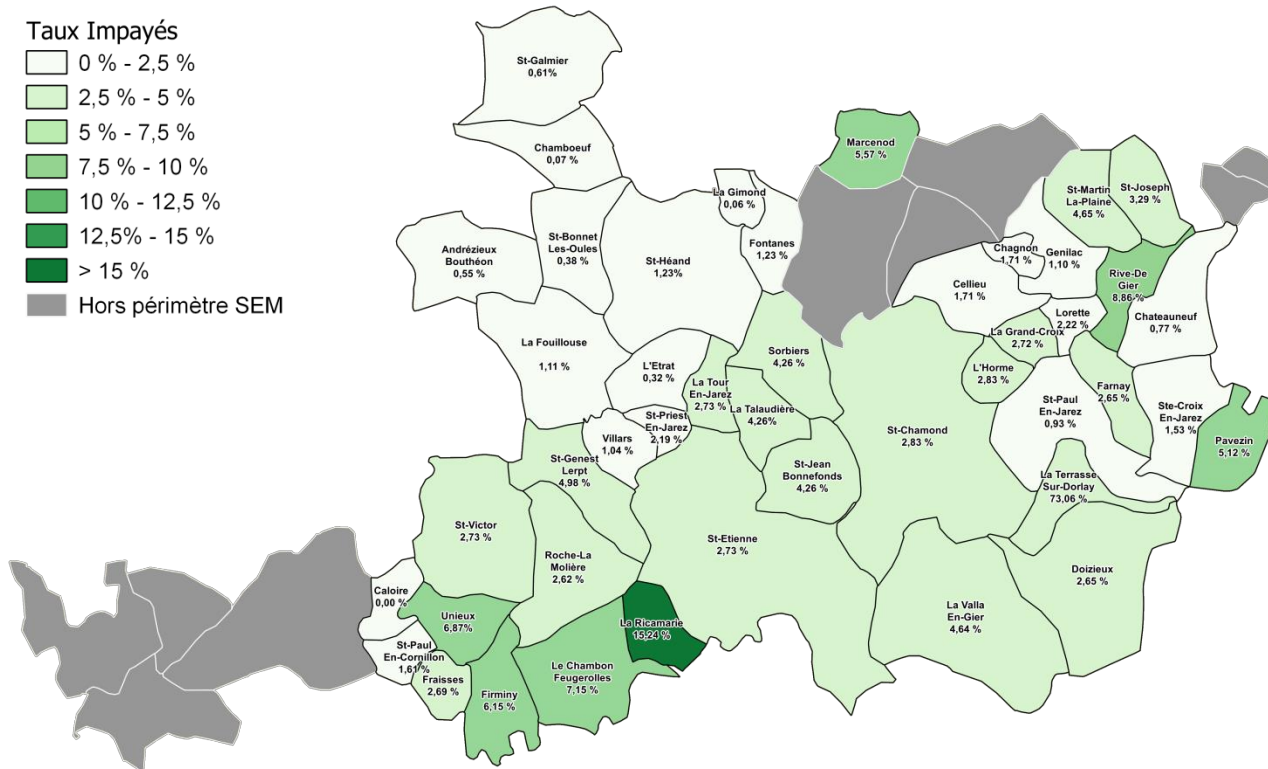 Taux Impayés
0 % - 2,5 %
2,5 % - 5 %
5 % - 7,5 %
7,5 % - 10 %
10 % - 12,5 %
12,5% - 15 %
> 15 %
Hors périmètre SEM
St-Galmier
0,61%
Chamboeuf
0,07 %
Marcenod
5,57 %
La Gimond
0,06 %
St-Martin
La-Plaine
4,65 %
St-Joseph
3,29 %
Andrézieux
Bouthéon
0,55 %
St-Bonnet
Les-Oules
0,38 %
St-Héand
1,23%
Fontanes
1,23 %
Chagnon
1,71 %
Genilac
1,10 %
Rive-De
Gier
8,86 %
Cellieu
1,71 %
Lorette
2,22 %
Chateauneuf
0,77 %
La Grand-Croix
2,72 %
La Fouillouse
1,11 %
L'Etrat
0,32 %
La Tour
En-Jarez
2,73 %
Sorbiers
4,26 %
L'Horme
2,83 %
Farnay
2,65 %
St-Paul
En-Jarez
0,93 %
Ste-Croix
En-Jarez
1,53 %
La Talaudière
4,26%
St-Priest
En-Jarez
2,19 %
Villars
1,04 %
St-Chamond
2,83 %
Pavezin
5,12 %
St-Genest
Lerpt
4,98 %
St-Jean
Bonnefonds
4,26 %
La Terrasse
Sur-Dorlay
73,06 %
St-Victor
2,73 %
Roche-La
Molière
2,62 %
St-Etienne
2,73 %
Doizieux
2,65 %
Caloire
0,00 %
Unieux
6,87%
La Ricamarie
15,24 %
La Valla
En-Gier
4,64 %
St-Paul
En-Cornillon
1,61%
Fraisses
2,69 %
Firminy
6,15 %
Le Chambon
Feugerolles
7,15 %